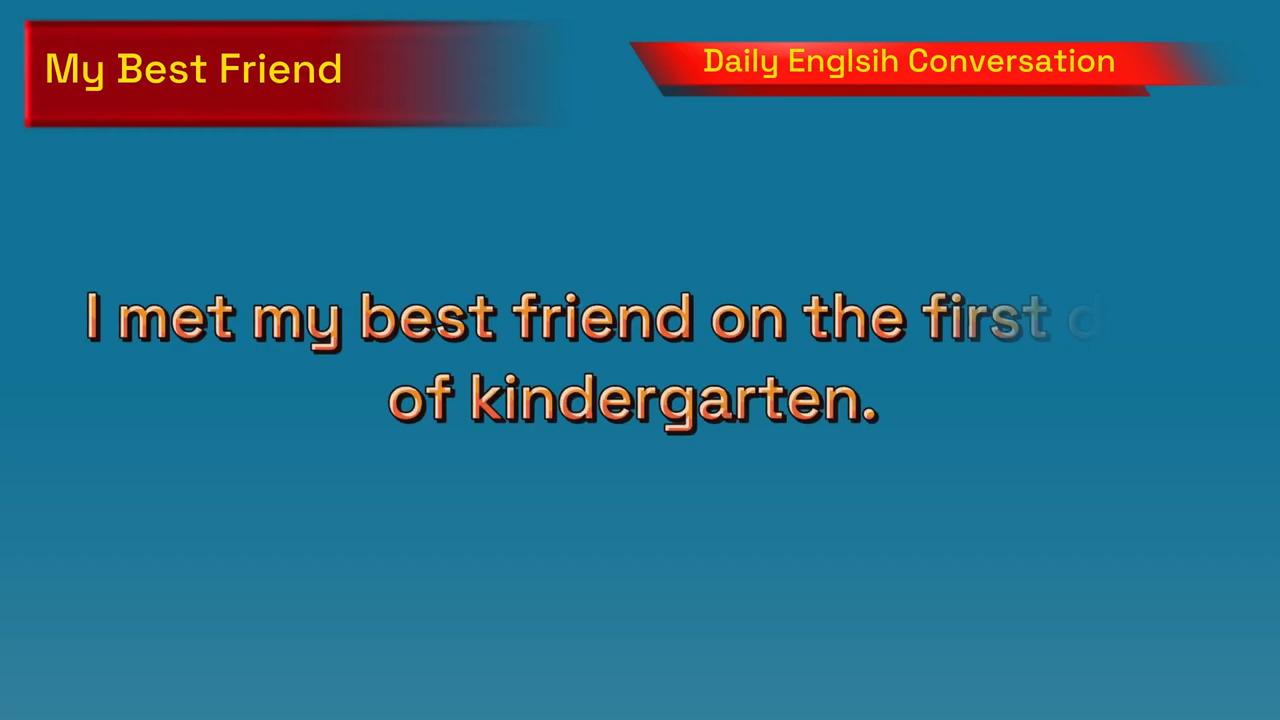 My Best Friend
Daily Englsih Conversation
I met my best friend on the first
of kindergarten.